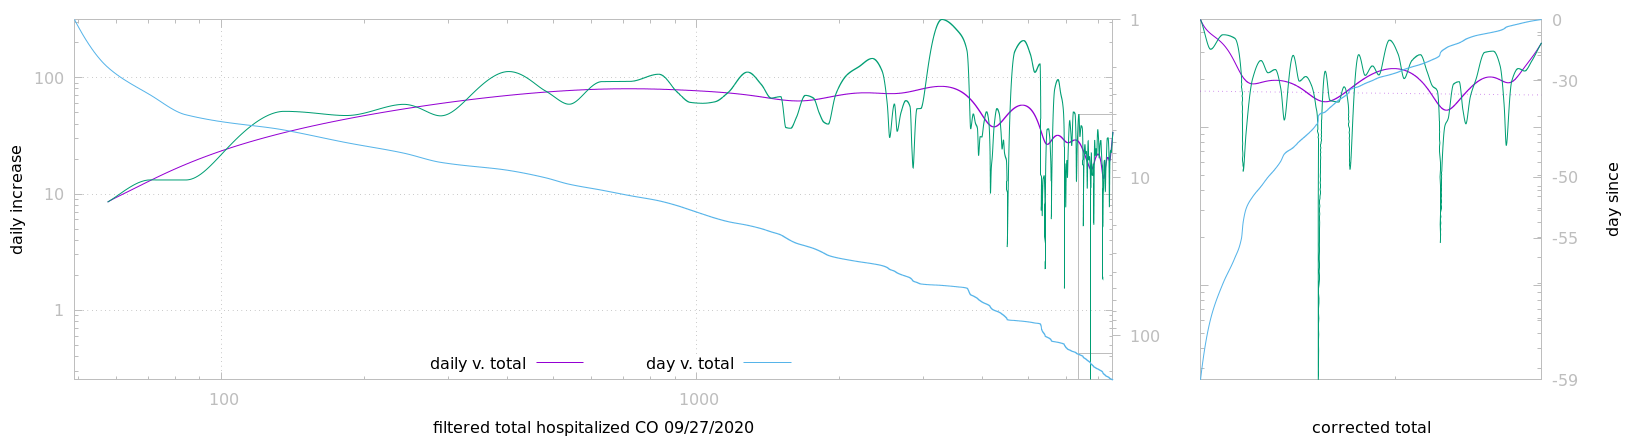 daily increase
100
10
1
100
1000
1
10
100
daily v. total
day v. total
filtered total hospitalized CO 09/27/2020
0
-30
-50
-55
-59
day since
corrected total